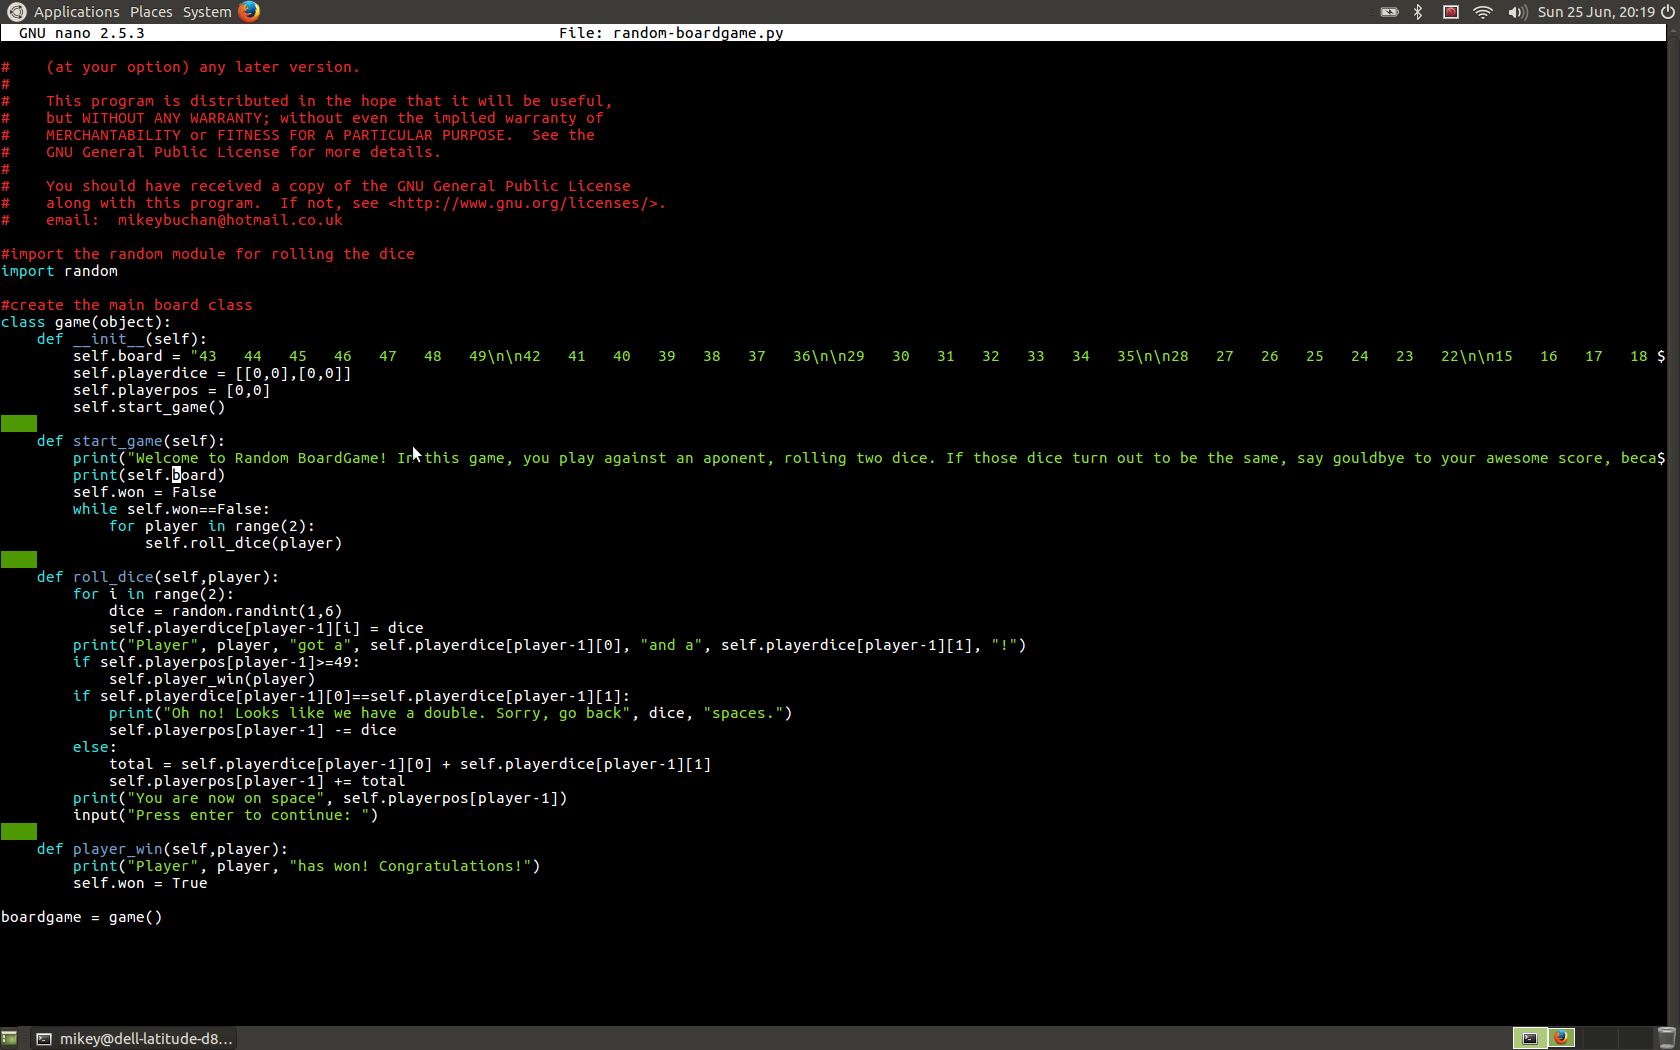 Applications Places System Sun 25 Jun, 20:19
GNU nano 2.5.3 File: random-boardgame.py
#    (at your option) any later version.
#
#    This program is distributed in the hope that it will be useful,
#    but WITHOUT ANY WARRANTY; without even the implied warranty of
#    MERCHANTABILITY or FITNESS FOR A PARTICULAR PURPOSE.  See the
#    GNU General Public License for more details.
#
#    You should have received a copy of the GNU General Public License
#    along with this program.  If not, see <http://www.gnu.org/licenses/>.
#    email:  mikeybuchan@hotmail.co.uk
#import the random module for rolling the dice
import random
#create the main board class
class game(object):
    def __init__(self):
        self.board = "43   44   45   46   47   48   49\n\n42   41   40   39   38   37   36\n\n29   30   31   32   33   34   35\n\n28   27   26   25   24   23   22\n\n15   16   17   18 $
        self.playerdice = [[0,0],[0,0]]
        self.playerpos = [0,0]
        self.start_game()
    def start_game(self):
        print("Welcome to Random BoardGame! In this game, you play against an aponent, rolling two dice. If those dice turn out to be the same, say gouldbye to your awesome score, beca$
        print(self.board)
        self.won = False
        while self.won==False:
            for player in range(2):
                self.roll_dice(player)
    def roll_dice(self,player):
        for i in range(2):
            dice = random.randint(1,6)
            self.playerdice[player-1][i] = dice
        print("Player", player, "got a", self.playerdice[player-1][0], "and a", self.playerdice[player-1][1], "!")
        if self.playerpos[player-1]>=49:
            self.player_win(player)
        if self.playerdice[player-1][0]==self.playerdice[player-1][1]:
            print("Oh no! Looks like we have a double. Sorry, go back", dice, "spaces.")
            self.playerpos[player-1] -= dice
        else:
            total = self.playerdice[player-1][0] + self.playerdice[player-1][1]
            self.playerpos[player-1] += total
        print("You are now on space", self.playerpos[player-1])
        input("Press enter to continue: ")
    def player_win(self,player):
        print("Player", player, "has won! Congratulations!")
        self.won = True
boardgame = game()
mikey@dell-latitude-d8...